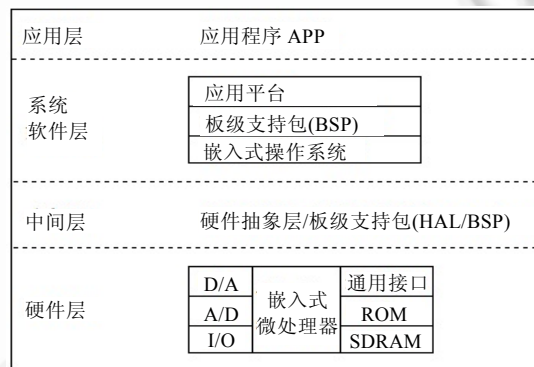 应用层 应用程序 APP
系统
软件层
应用平台
板级支持包(BSP)
嵌入式操作系统
中间层 硬件抽象层/板级支持包(HAL/BSP)
硬件层
D/A
A/D
I/O
嵌入式
微处理器
通用接口
ROM
SDRAM